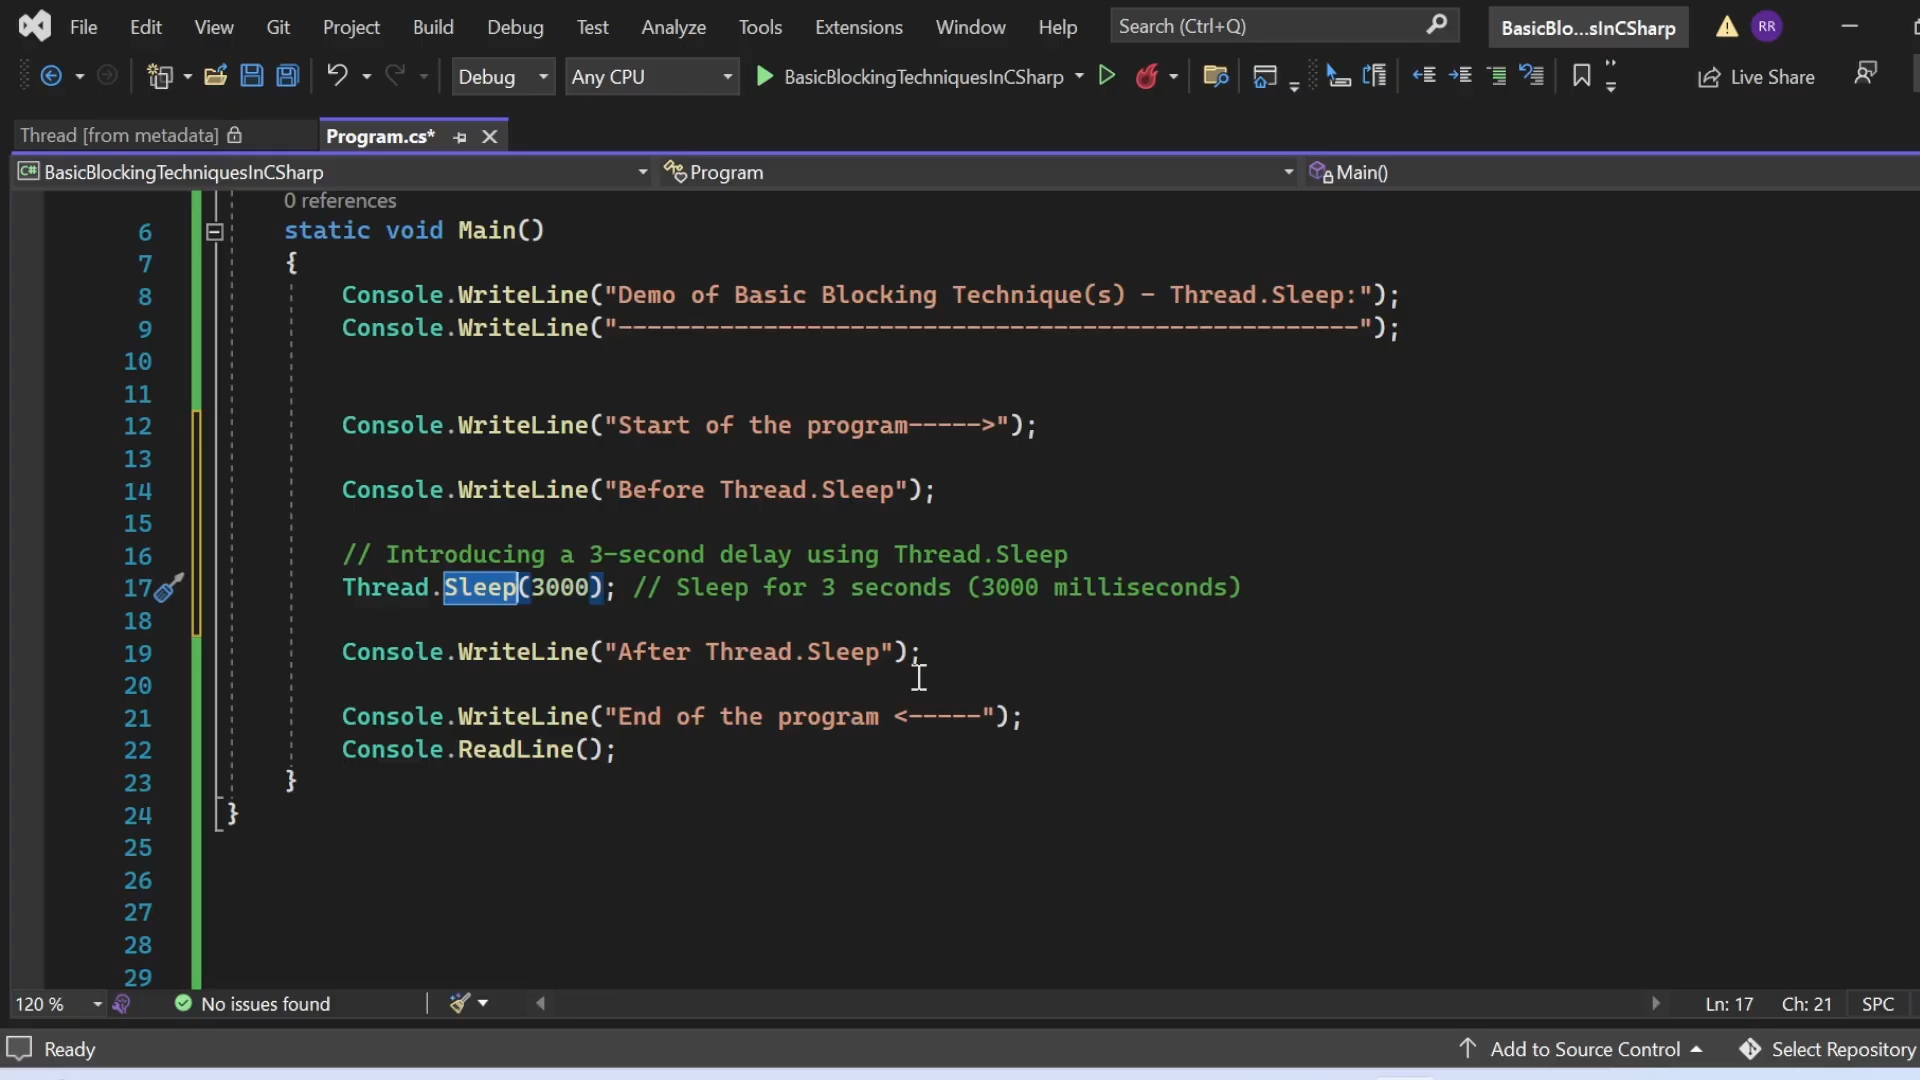 File Edit View Git Project Build Debug Test Analyze Tools Extensions Window Help Search (Ctrl+Q) BasicBlo...sInCSharp RR
Debug Any CPU BasicBlockingTechniquesInCSharp Live Share
Thread [from metadata] Program.cs*
C# BasicBlockingTechniquesInCSharp Program Main()
0 references
6 static void Main()
7 {
8 Console.WriteLine("Demo of Basic Blocking Technique(s) - Thread.Sleep:");
9 Console.WriteLine("---------------------------------------------------");
10
11
12 Console.WriteLine("Start of the program----->");
13
14 Console.WriteLine("Before Thread.Sleep");
15
16 // Introducing a 3-second delay using Thread.Sleep
17 Thread.Sleep(3000); // Sleep for 3 seconds (3000 milliseconds)
18
19 Console.WriteLine("After Thread.Sleep");
20
21 Console.WriteLine("End of the program <-----");
22 Console.ReadLine();
23 }
24 }
25
26
27
28
29
120 % No issues found Ln: 17 Ch: 21 SPC
Ready Add to Source Control Select Repository